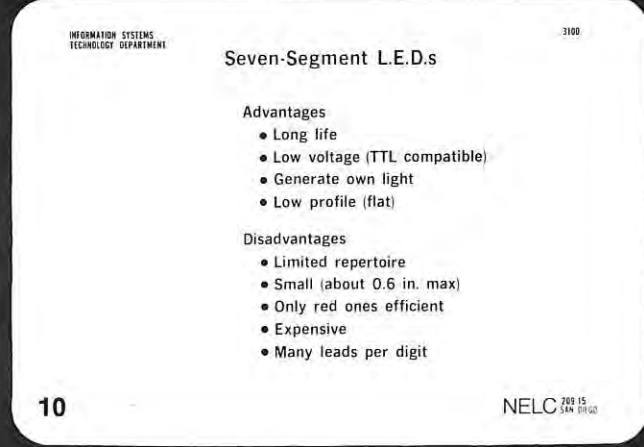 INFORMATION SYSTEMS
TECHNOLOGY DEPARTMENT
3100
Seven-Segment L.E.D.s
Advantages
• Long life
• Low voltage (TTL compatible)
• Generate own light
• Low profile (flat)
Disadvantages
• Limited repertoire
• Small (about 0.6 in. max)
• Only red ones efficient
• Expensive
• Many leads per digit
10
NELC SAN DIEGO